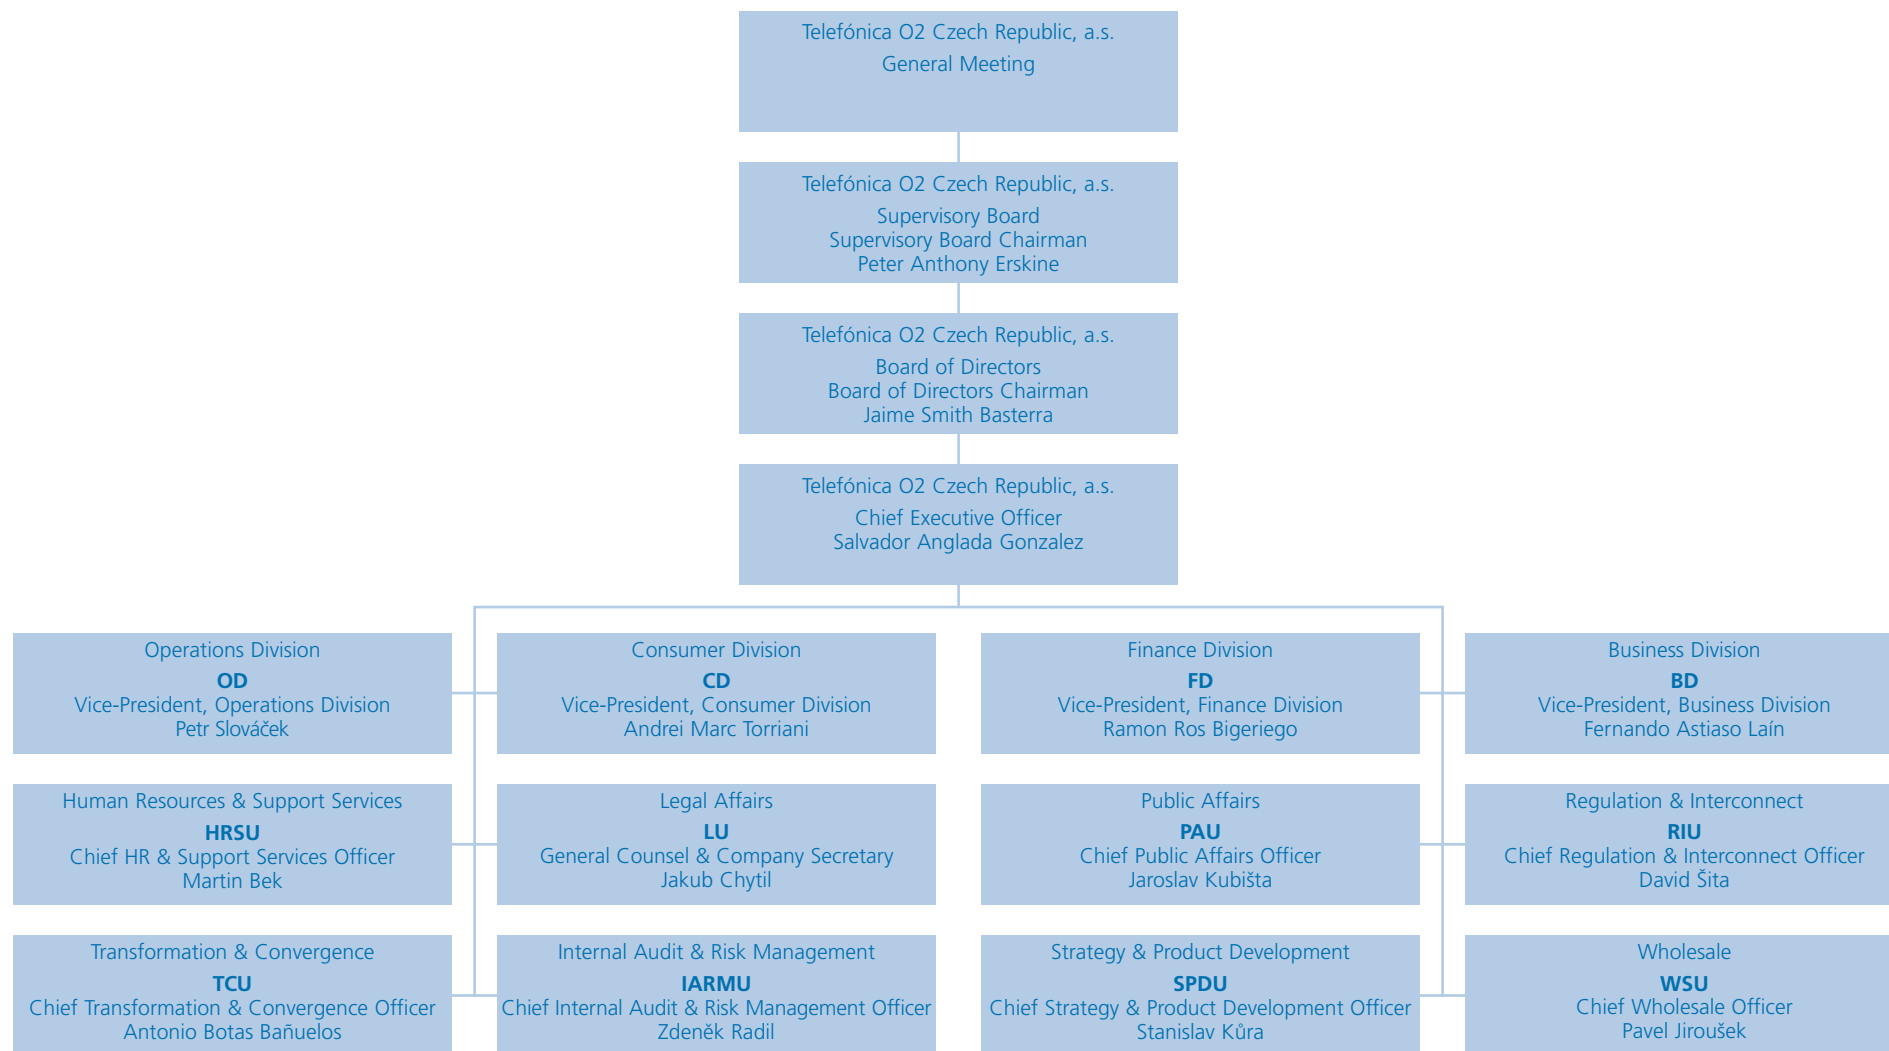 Telefónica O2 Czech Republic, a.s.
General Meeting
Telefónica O2 Czech Republic, a.s.
Supervisory Board
Supervisory Board Chairman
Peter Anthony Erskine
Telefónica O2 Czech Republic, a.s.
Board of Directors
Board of Directors Chairman
Jaime Smith Basterra
Telefónica O2 Czech Republic, a.s.
Chief Executive Officer
Salvador Anglada Gonzalez
Operations Division
OD
Vice-President, Operations Division
Petr Slováček
Consumer Division
CD
Vice-President, Consumer Division
Andrei Marc Torriani
Finance Division
FD
Vice-President, Finance Division
Ramon Ros Bigeriego
Business Division
BD
Vice-President, Business Division
Fernando Astiaso Laín
Human Resources & Support Services
HRSU
Chief HR & Support Services Officer
Martin Bek
Legal Affairs
LU
General Counsel & Company Secretary
Jakub Chytil
Public Affairs
PAU
Chief Public Affairs Officer
Jaroslav Kubišta
Regulation & Interconnect
RIU
Chief Regulation & Interconnect Officer
David Šita
Transformation & Convergence
TCU
Chief Transformation & Convergence Officer
Antonio Botas Bañuelos
Internal Audit & Risk Management
IARMU
Chief Internal Audit & Risk Management Officer
Zdeněk Radil
Strategy & Product Development
SPDU
Chief Strategy & Product Development Officer
Stanislav Kůra
Wholesale
WSU
Chief Wholesale Officer
Pavel Jiroušek